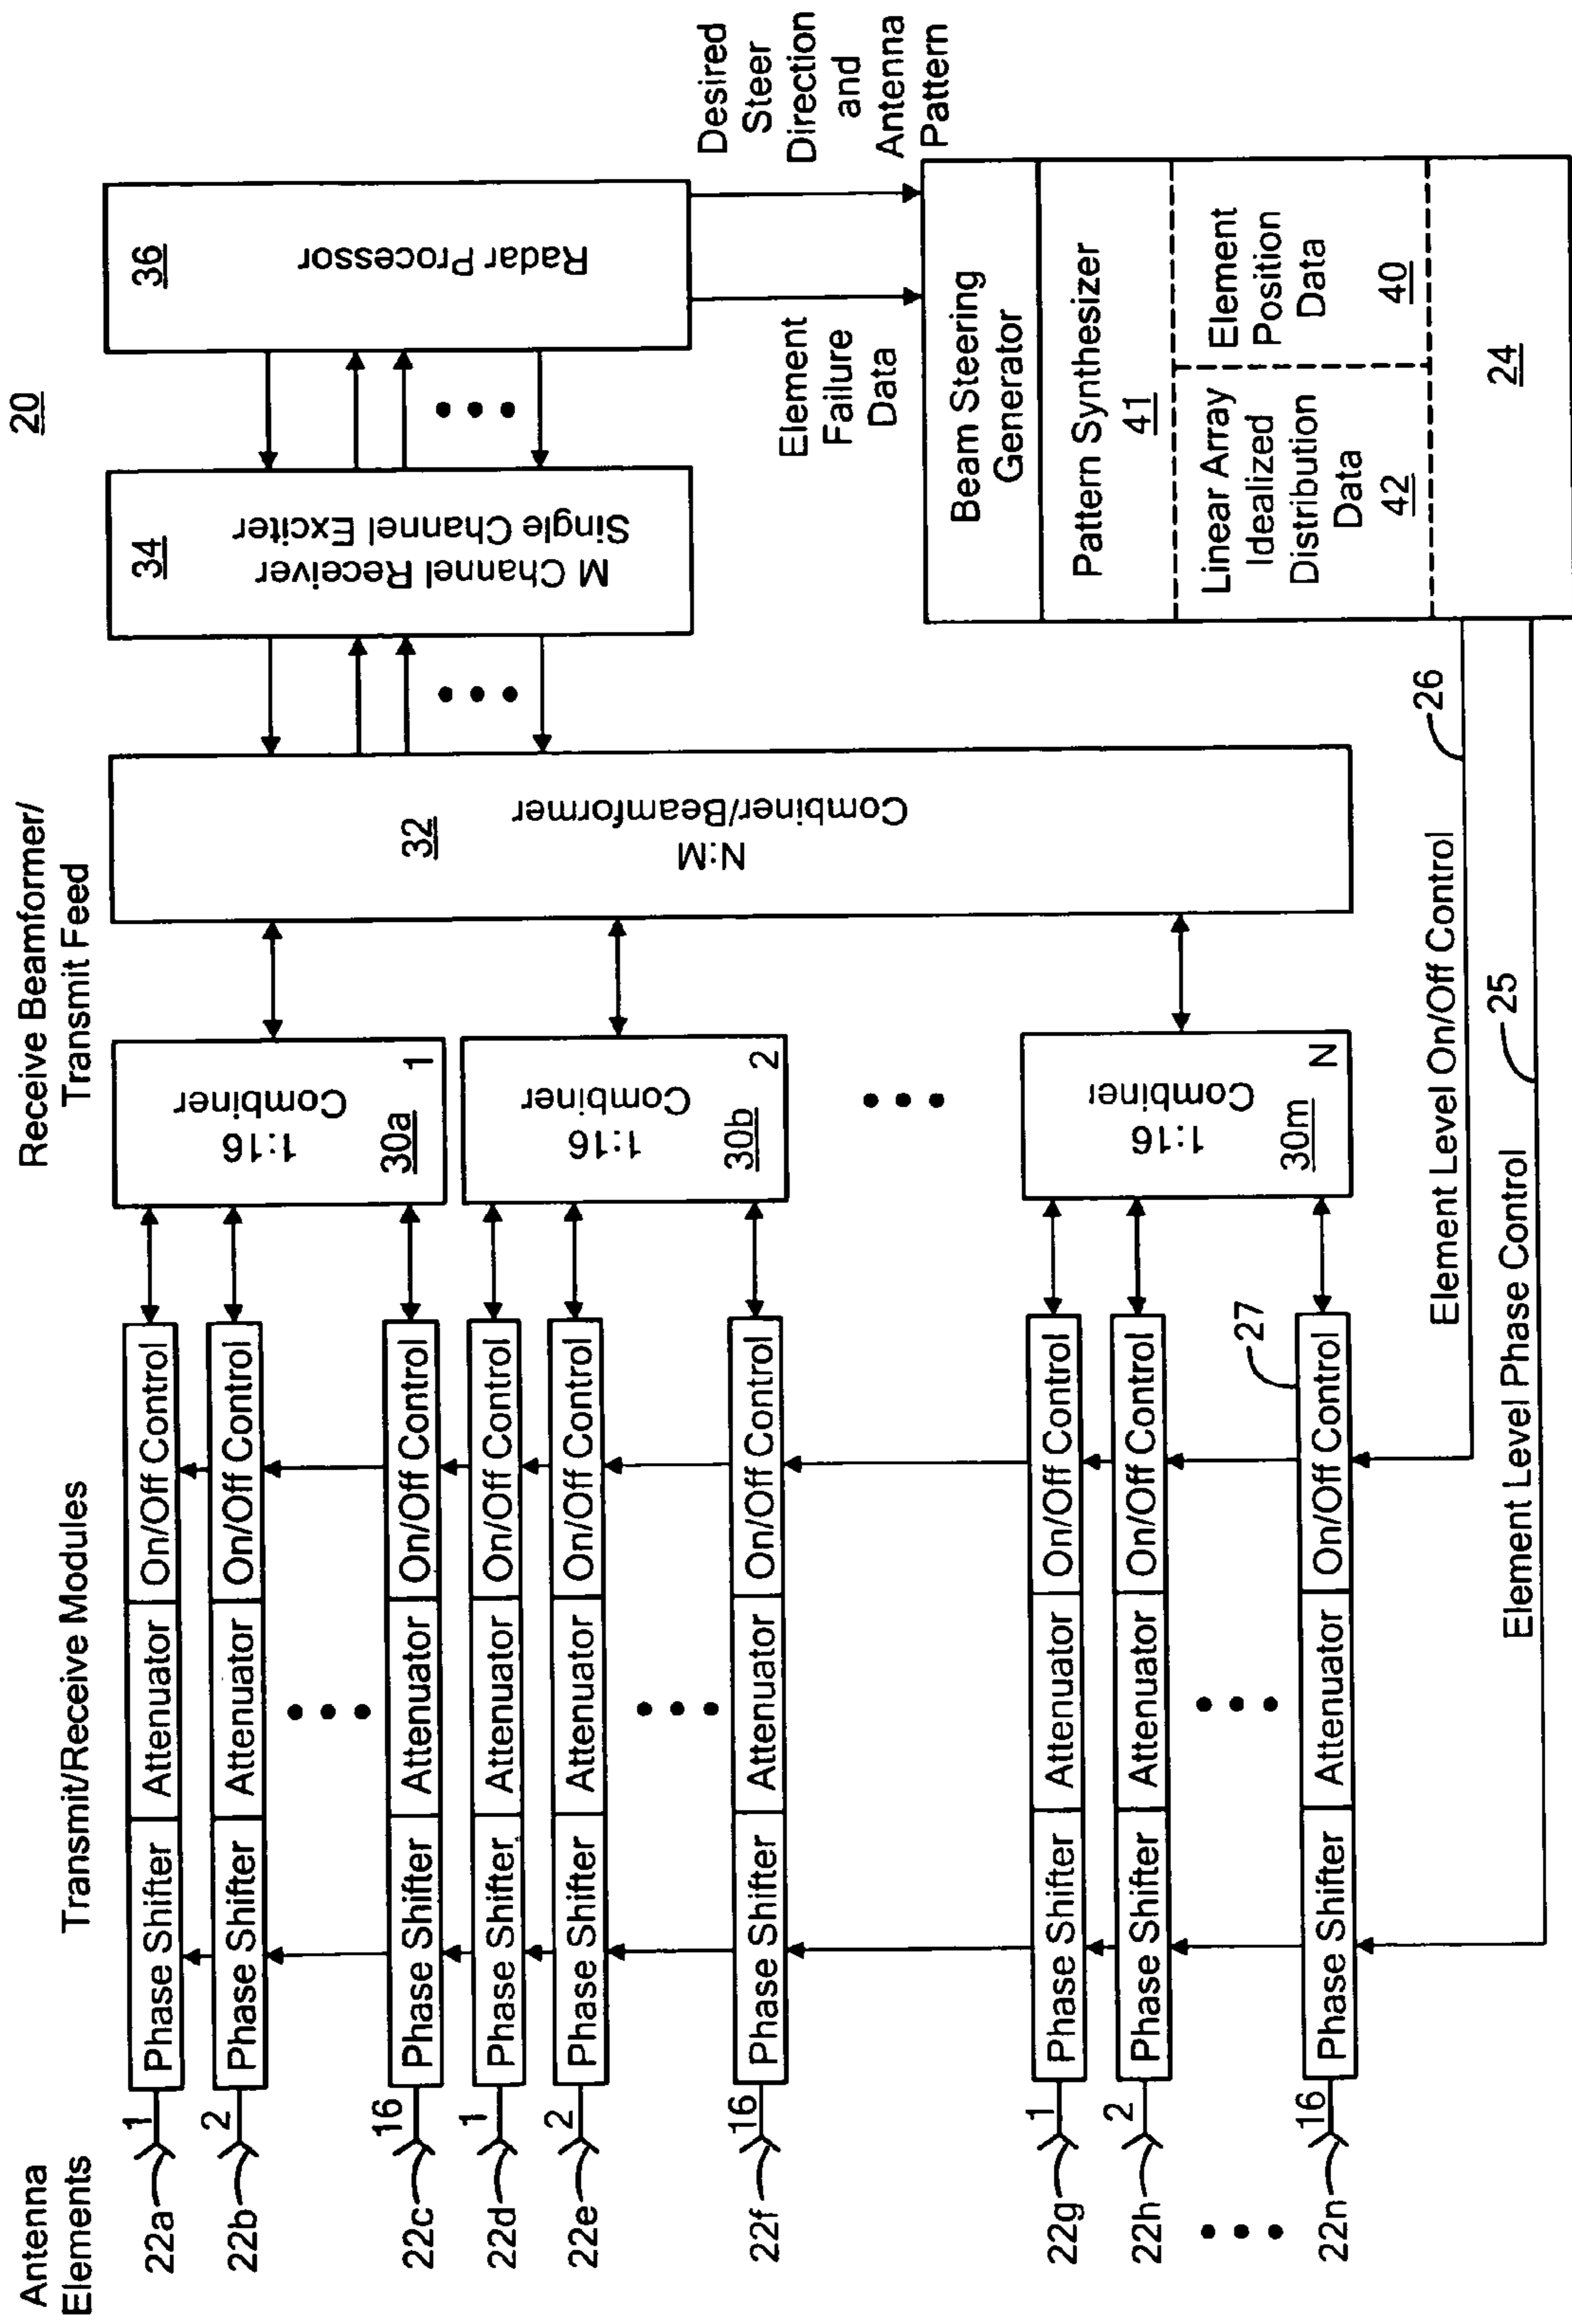 20
Antenna
Elements
Transmit/Receive Modules
Receive Beamformer/
Transmit Feed
22a
1
Phase Shifter
Attenuator
On/Off Control
22b
2
Phase Shifter
Attenuator
On/Off Control
22c
16
Phase Shifter
Attenuator
On/Off Control
22d
1
Phase Shifter
Attenuator
On/Off Control
22e
2
Phase Shifter
Attenuator
On/Off Control
22f
16
Phase Shifter
Attenuator
On/Off Control
22g
1
Phase Shifter
Attenuator
On/Off Control
22h
2
Phase Shifter
Attenuator
On/Off Control
22n
16
Phase Shifter
Attenuator
On/Off Control
27
1:16
Combiner
30a
1
1:16
Combiner
30b
2
1:16
Combiner
30m
N
N:M
Combiner/Beamformer
32
M Channel Receiver
Single Channel Exciter
34
Radar Processor
36
Element
Failure
Data
Desired
Steer
Direction
and
Antenna
Pattern
Beam Steering
Generator
Pattern Synthesizer
41
Linear Array
Idealized
Distribution
Data
42
Element
Position
Data
40
24
Element Level On/Off Control
26
Element Level Phase Control
25